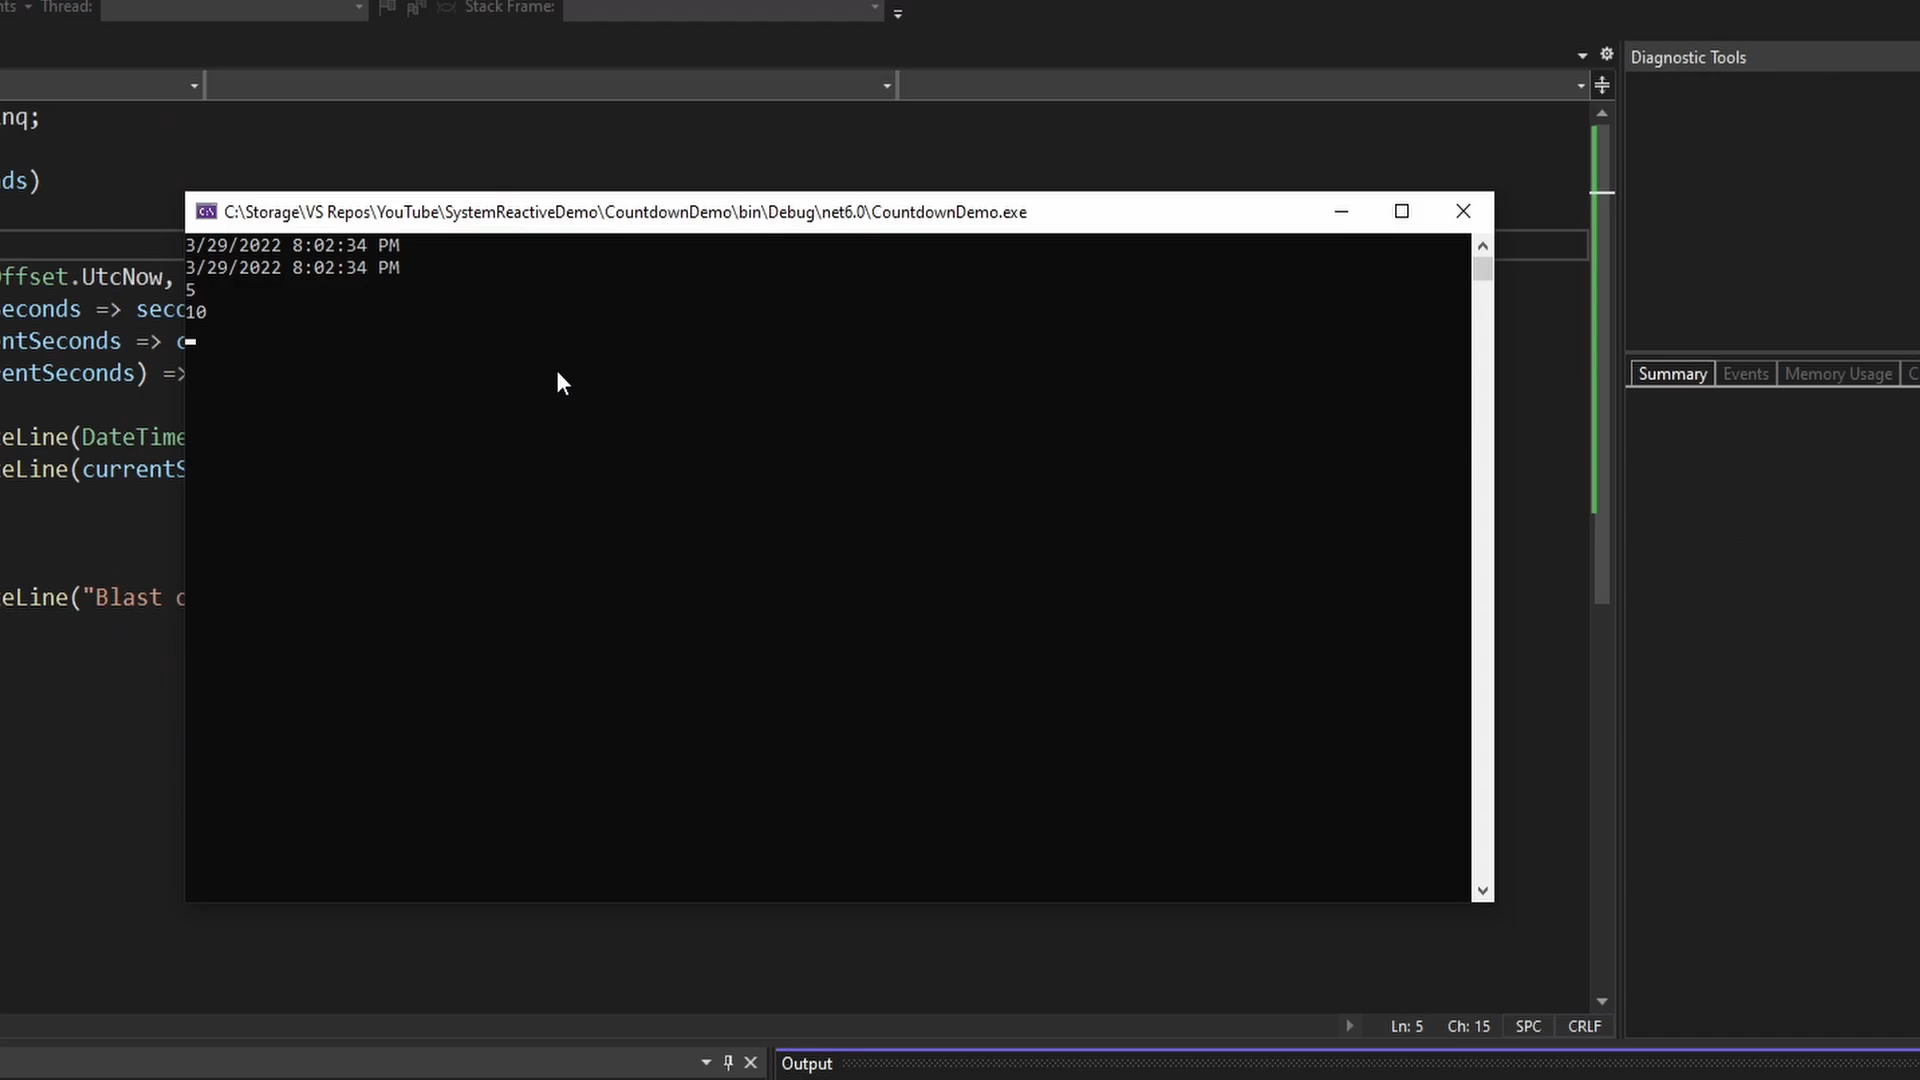 nts Thread: Stack Frame:
Diagnostic Tools
inq;
ds)
C:\Storage\VS Repos\YouTube\SystemReactiveDemo\CountdownDemo\bin\Debug\net6.0\CountdownDemo.exe
3/29/2022 8:02:34 PM
3/29/2022 8:02:34 PM
5
10
ffset.UtcNow,
econds => secc
ntSeconds => c
entSeconds) =>
eLine(DateTime
eLine(currentS
eLine("Blast o
Summary Events Memory Usage C
Ln: 5 Ch: 15 SPC CRLF
Output